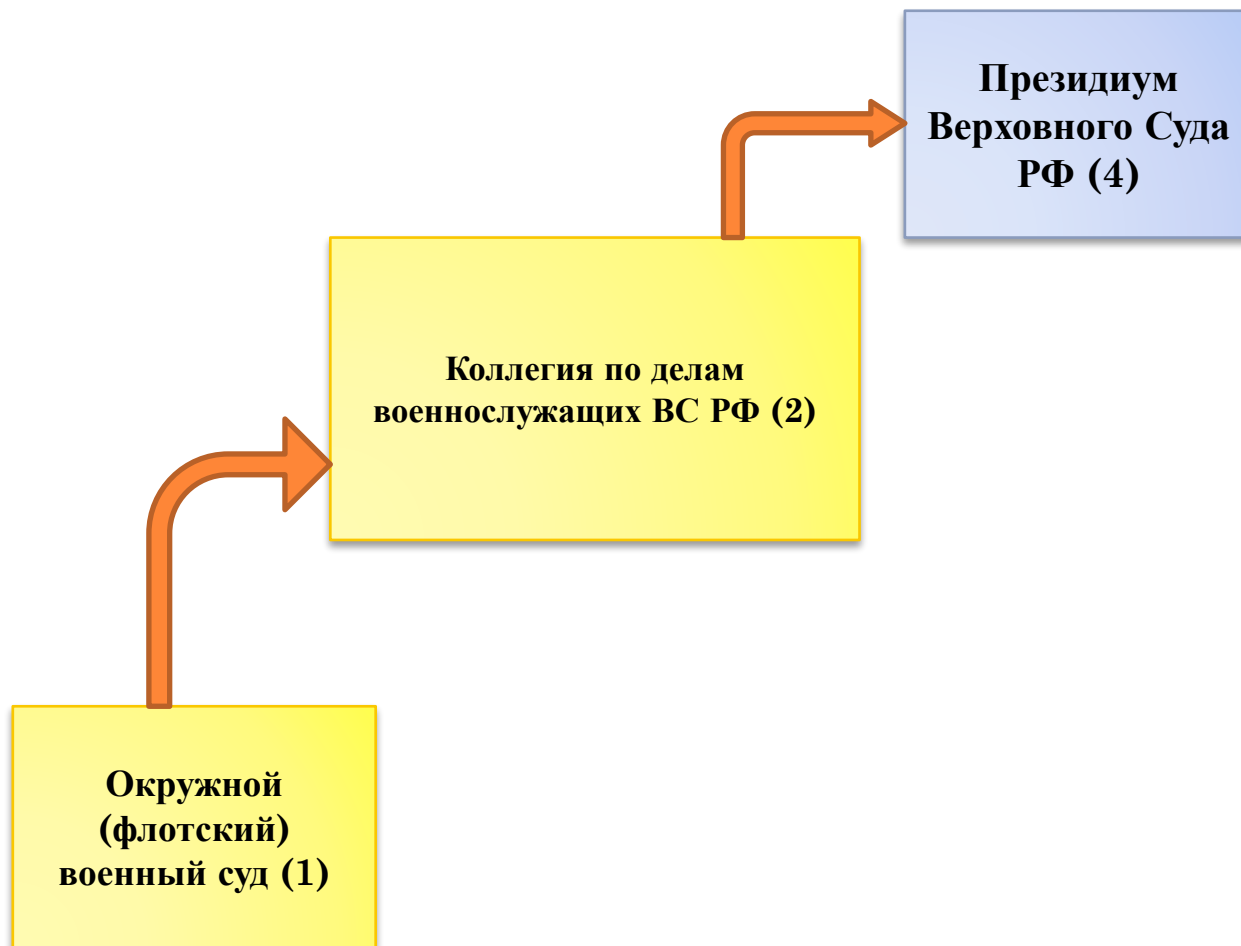 Президиум
Верховного Суда
РФ (4)
Коллегия по делам
военнослужащих ВС РФ (2)
Окружной
(флотский)
военный суд (1)